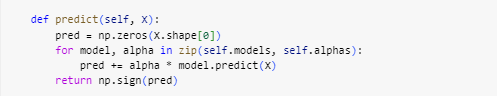 def predict(self, X):
    pred = np.zeros(X.shape[0])
    for model, alpha in zip(self.models, self.alphas):
        pred += alpha * model.predict(X)
    return np.sign(pred)